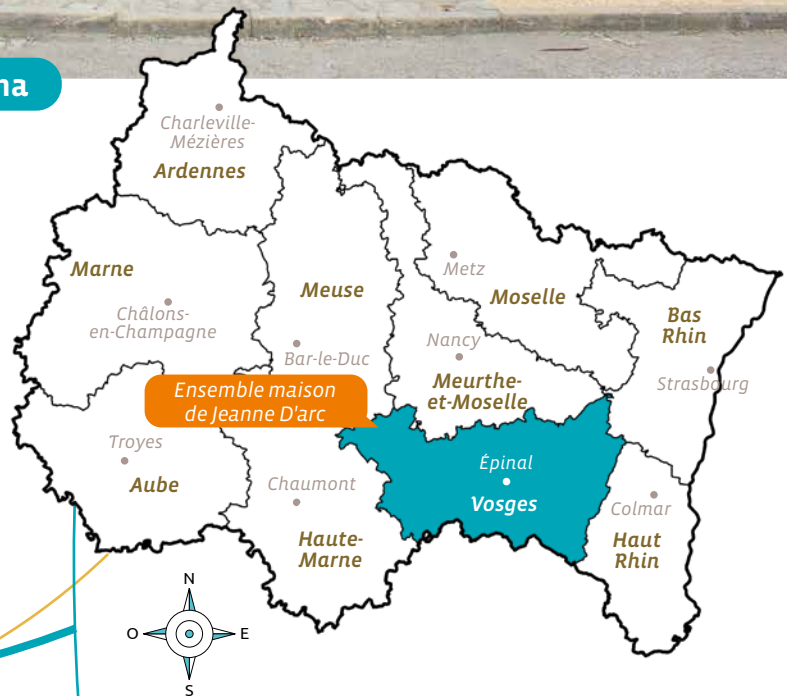 na
Charleville-
Mézières
Ardennes
Marne
Châlons-
en-Champagne
Meuse
Bar-le-Duc
Metz
Moselle
Nancy
Meurthe-
et-Moselle
Bas
Rhin
Strasbourg
Ensemble maison
de Jeanne D'arc
Troyes
Aube
Chaumont
Haute-
Marne
Épinal
Vosges
Colmar
Haut
Rhin
N
O
E
S